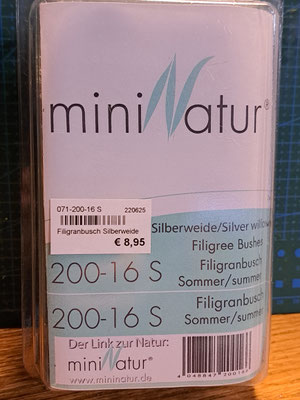 miniNatur®
071-200-16 S 220625
Filigranbusch Silberweide
€ 8,95
Silberweide/Silver willow
Filigree Bushes
200-16 S Filigranbusch
Sommer/summer
200-16 S Filigranbusch
Sommer/summer
Der Link zur Natur:
miniNatur®
www.mininatur.de